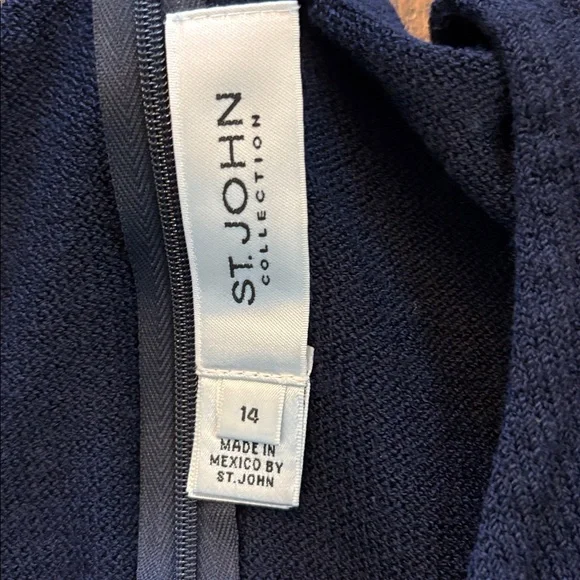 ST. JOHN
COLLECTION
14
MADE IN
MEXICO BY
ST. JOHN